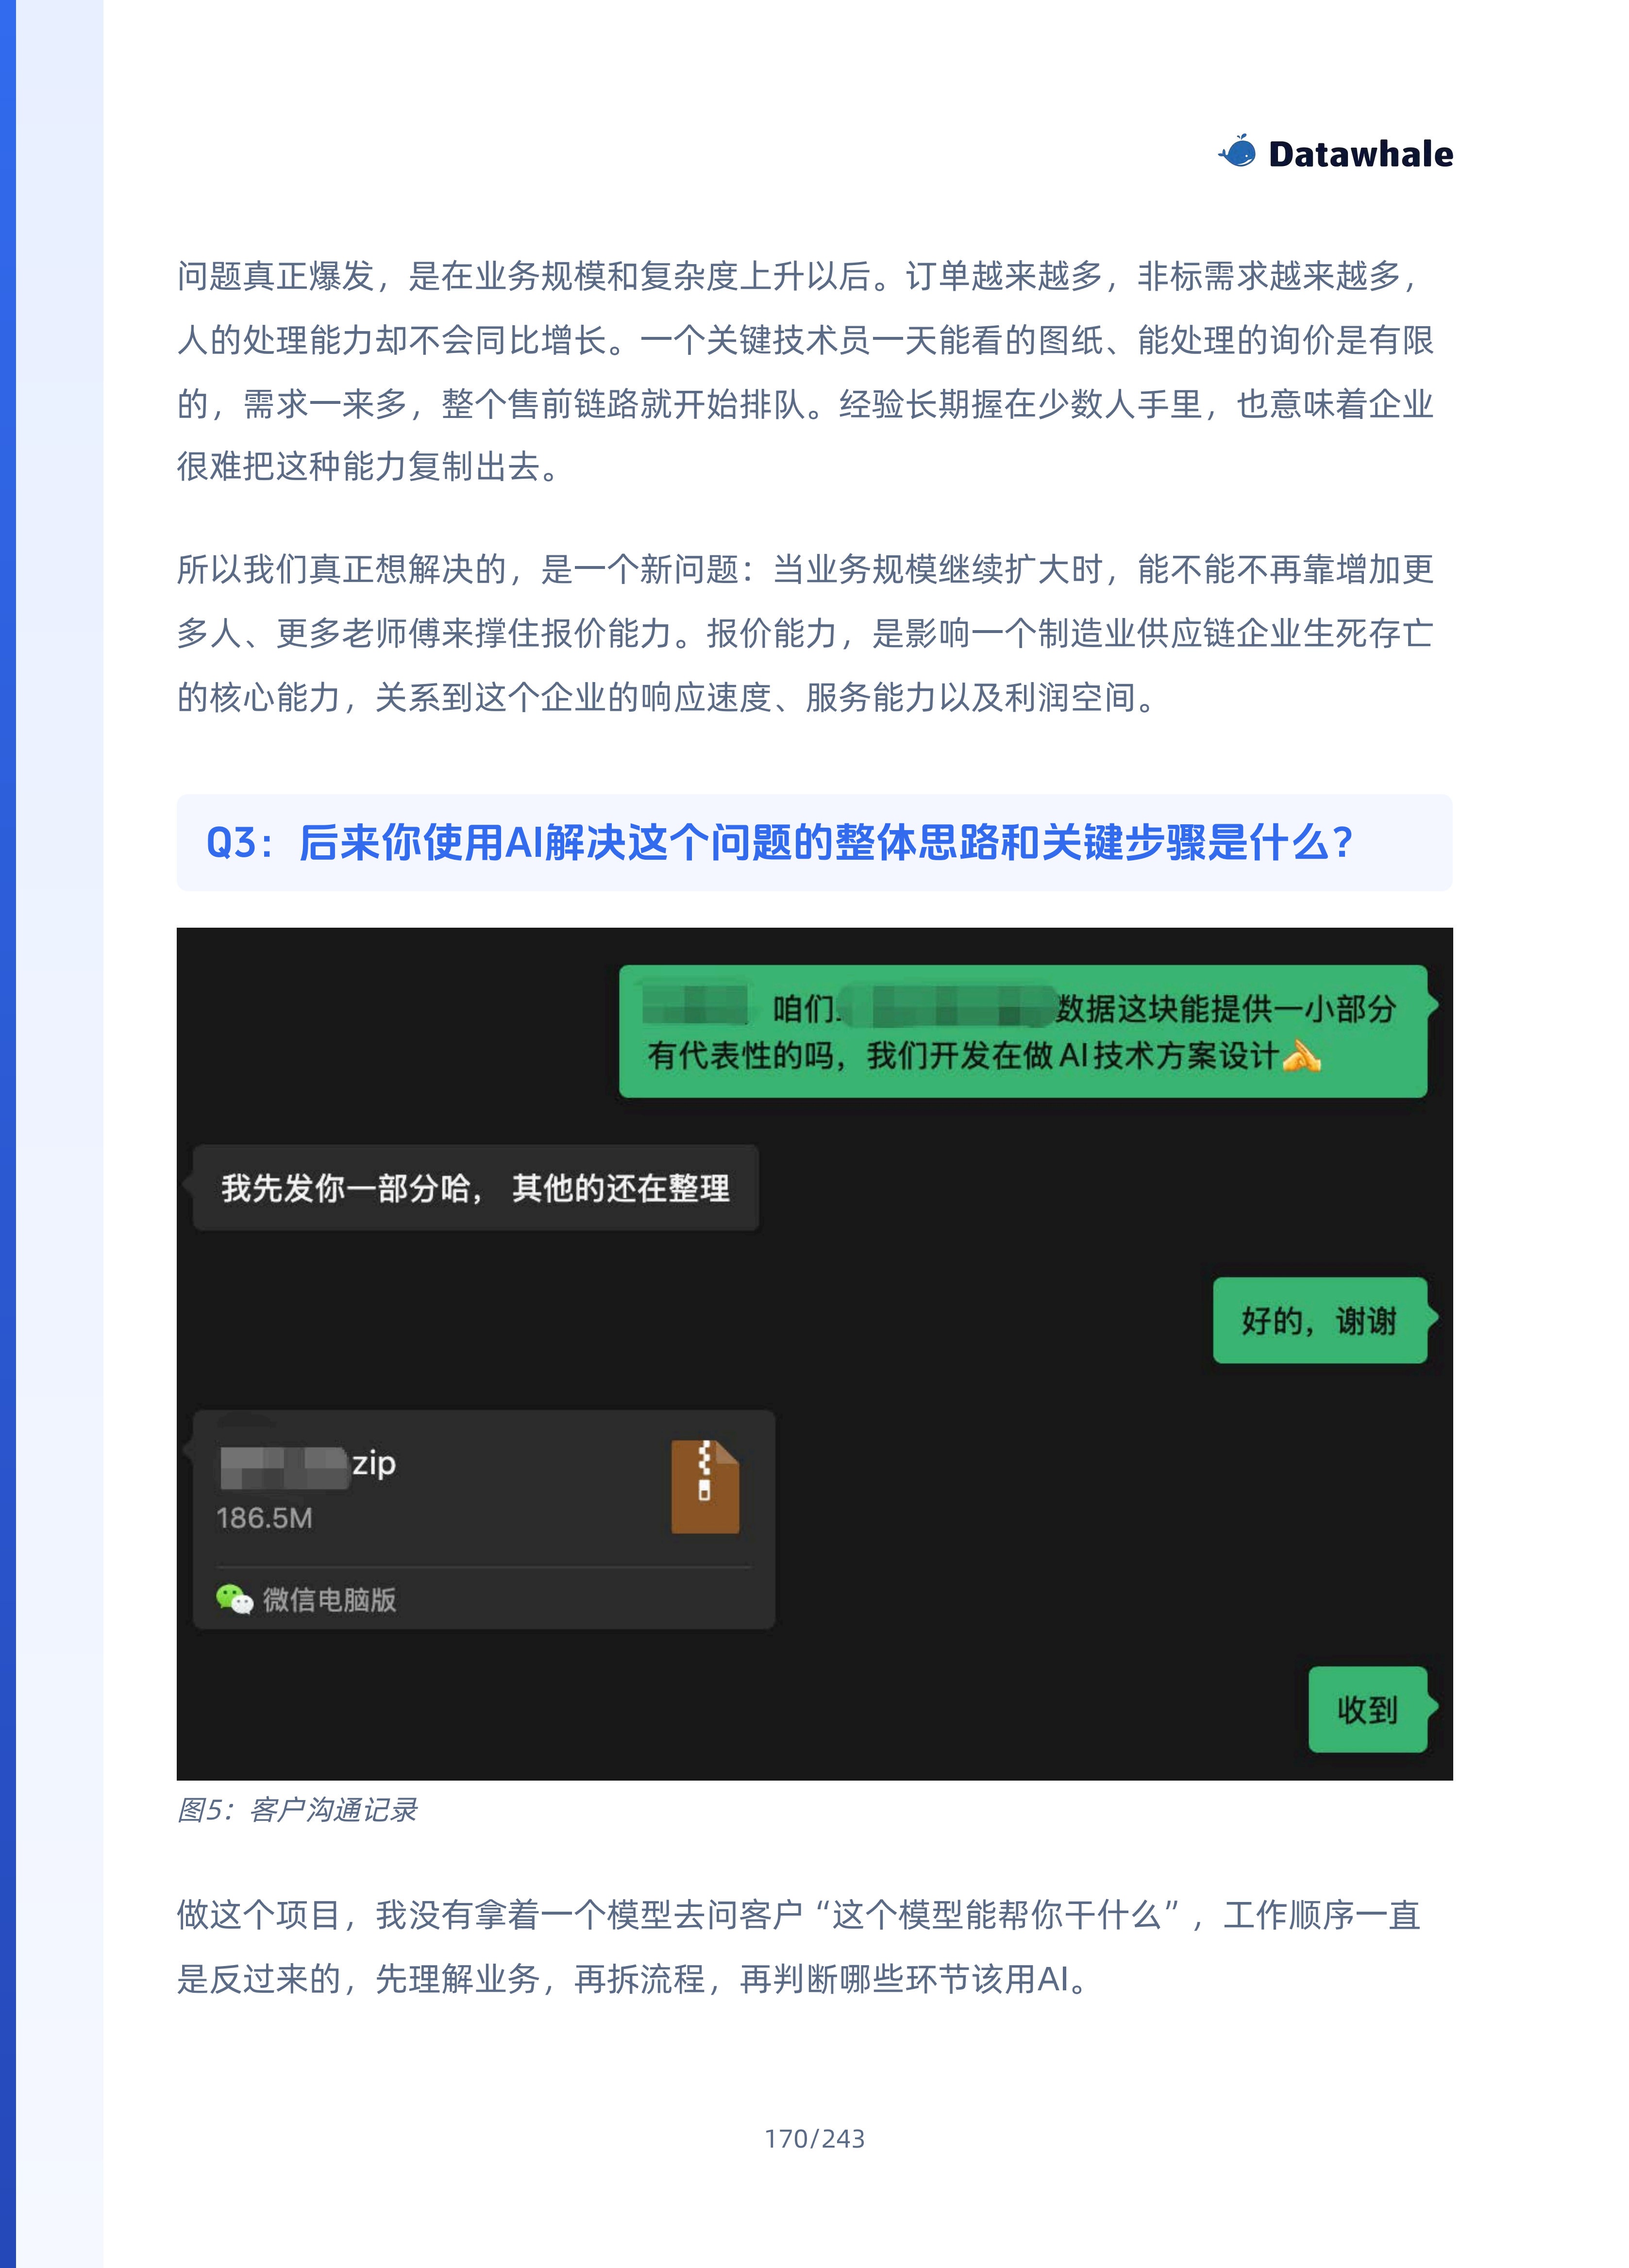 Datawhale
问题真正爆发，是在业务规模和复杂度上升以后。订单越来越多，非标需求越来越多，
人的处理能力却不会同比增长。一个关键技术员一天能看的图纸、能处理的询价是有限
的，需求一来多，整个售前链路就开始排队。经验长期握在少数人手里，也意味着企业
很难把这种能力复制出去。
所以我们真正想解决的，是一个新问题：当业务规模继续扩大时，能不能不再靠增加更
多人、更多老师傅来撑住报价能力。报价能力，是影响一个制造业供应链企业生死存亡
的核心能力，关系到这个企业的响应速度、服务能力以及利润空间。
Q3：后来你使用AI解决这个问题的整体思路和关键步骤是什么？
咱们 数据这块能提供一小部分
有代表性的吗，我们开发在做AI技术方案设计
我先发你一部分哈， 其他的还在整理
好的，谢谢
zip
186.5M
微信电脑版
收到
图5：客户沟通记录
做这个项目，我没有拿着一个模型去问客户“这个模型能帮你干什么”，工作顺序一直
是反过来的，先理解业务，再拆流程，再判断哪些环节该用AI。
170/243